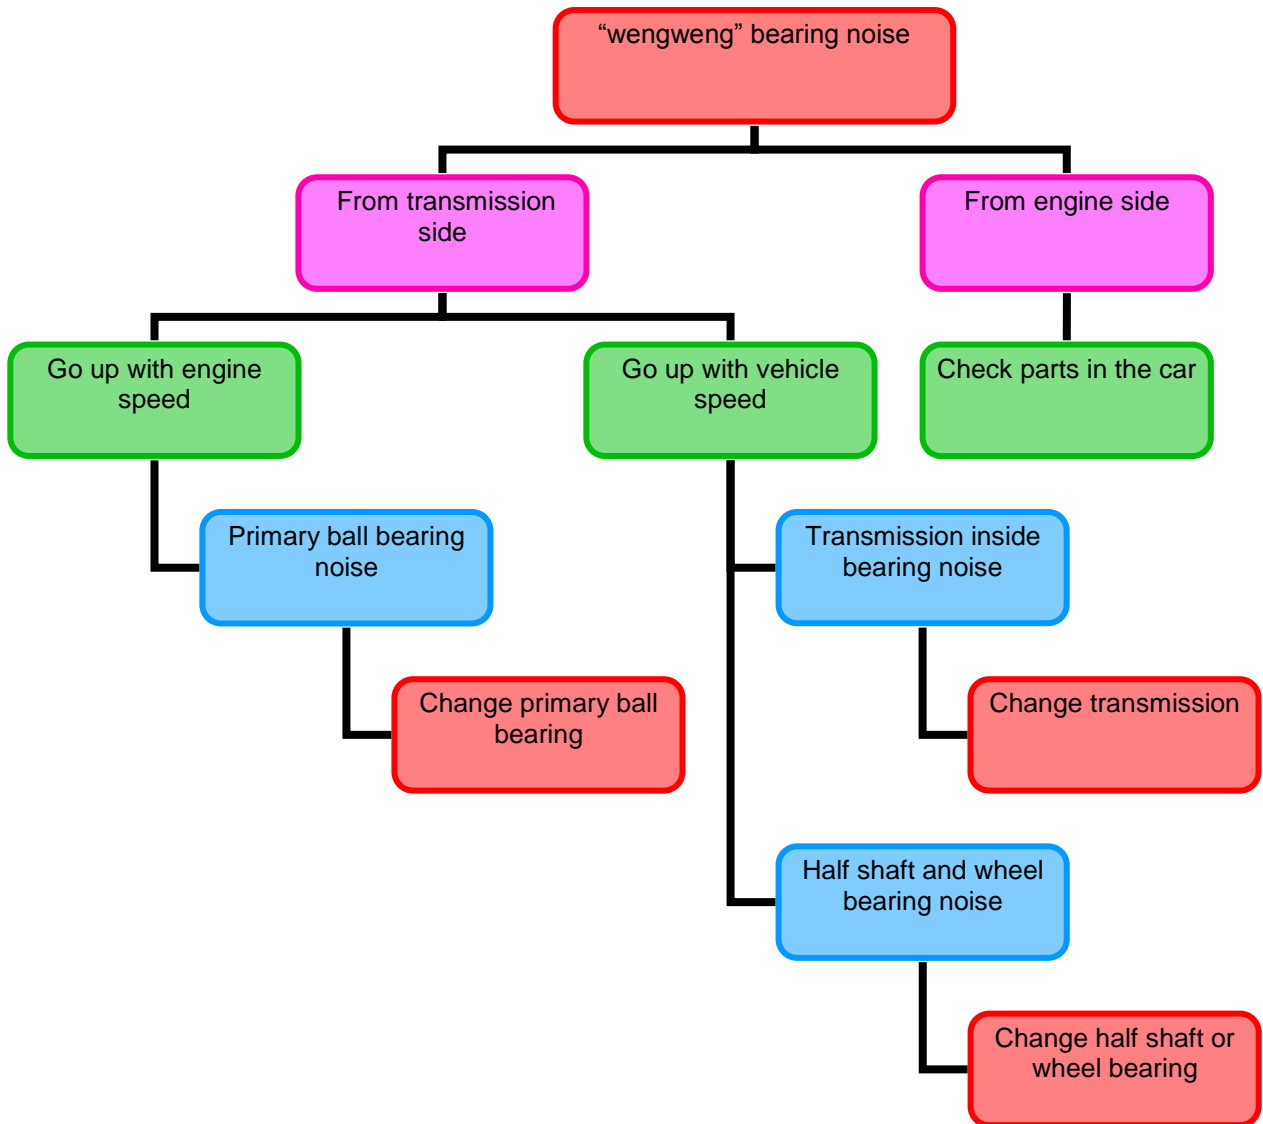 “wengweng” bearing noise
From transmission
side
From engine side
Go up with engine
speed
Go up with vehicle
speed
Check parts in the car
Primary ball bearing
noise
Transmission inside
bearing noise
Change primary ball
bearing
Change transmission
Half shaft and wheel
bearing noise
Change half shaft or
wheel bearing